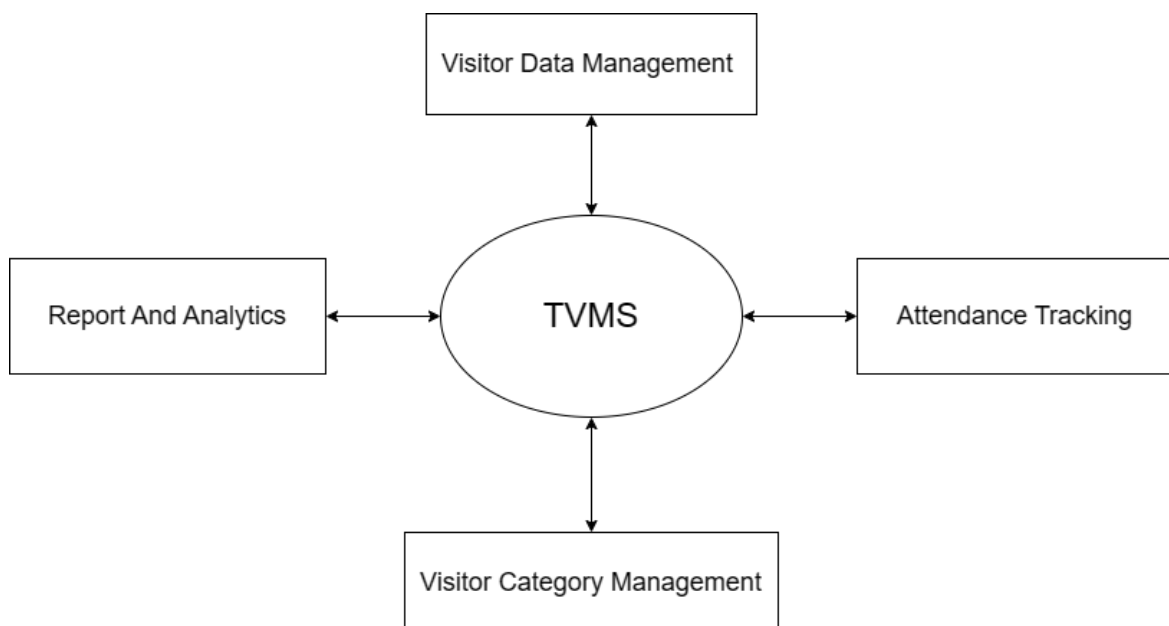 Visitor Data Management
Report And Analytics
TVMS
Attendance Tracking
Visitor Category Management